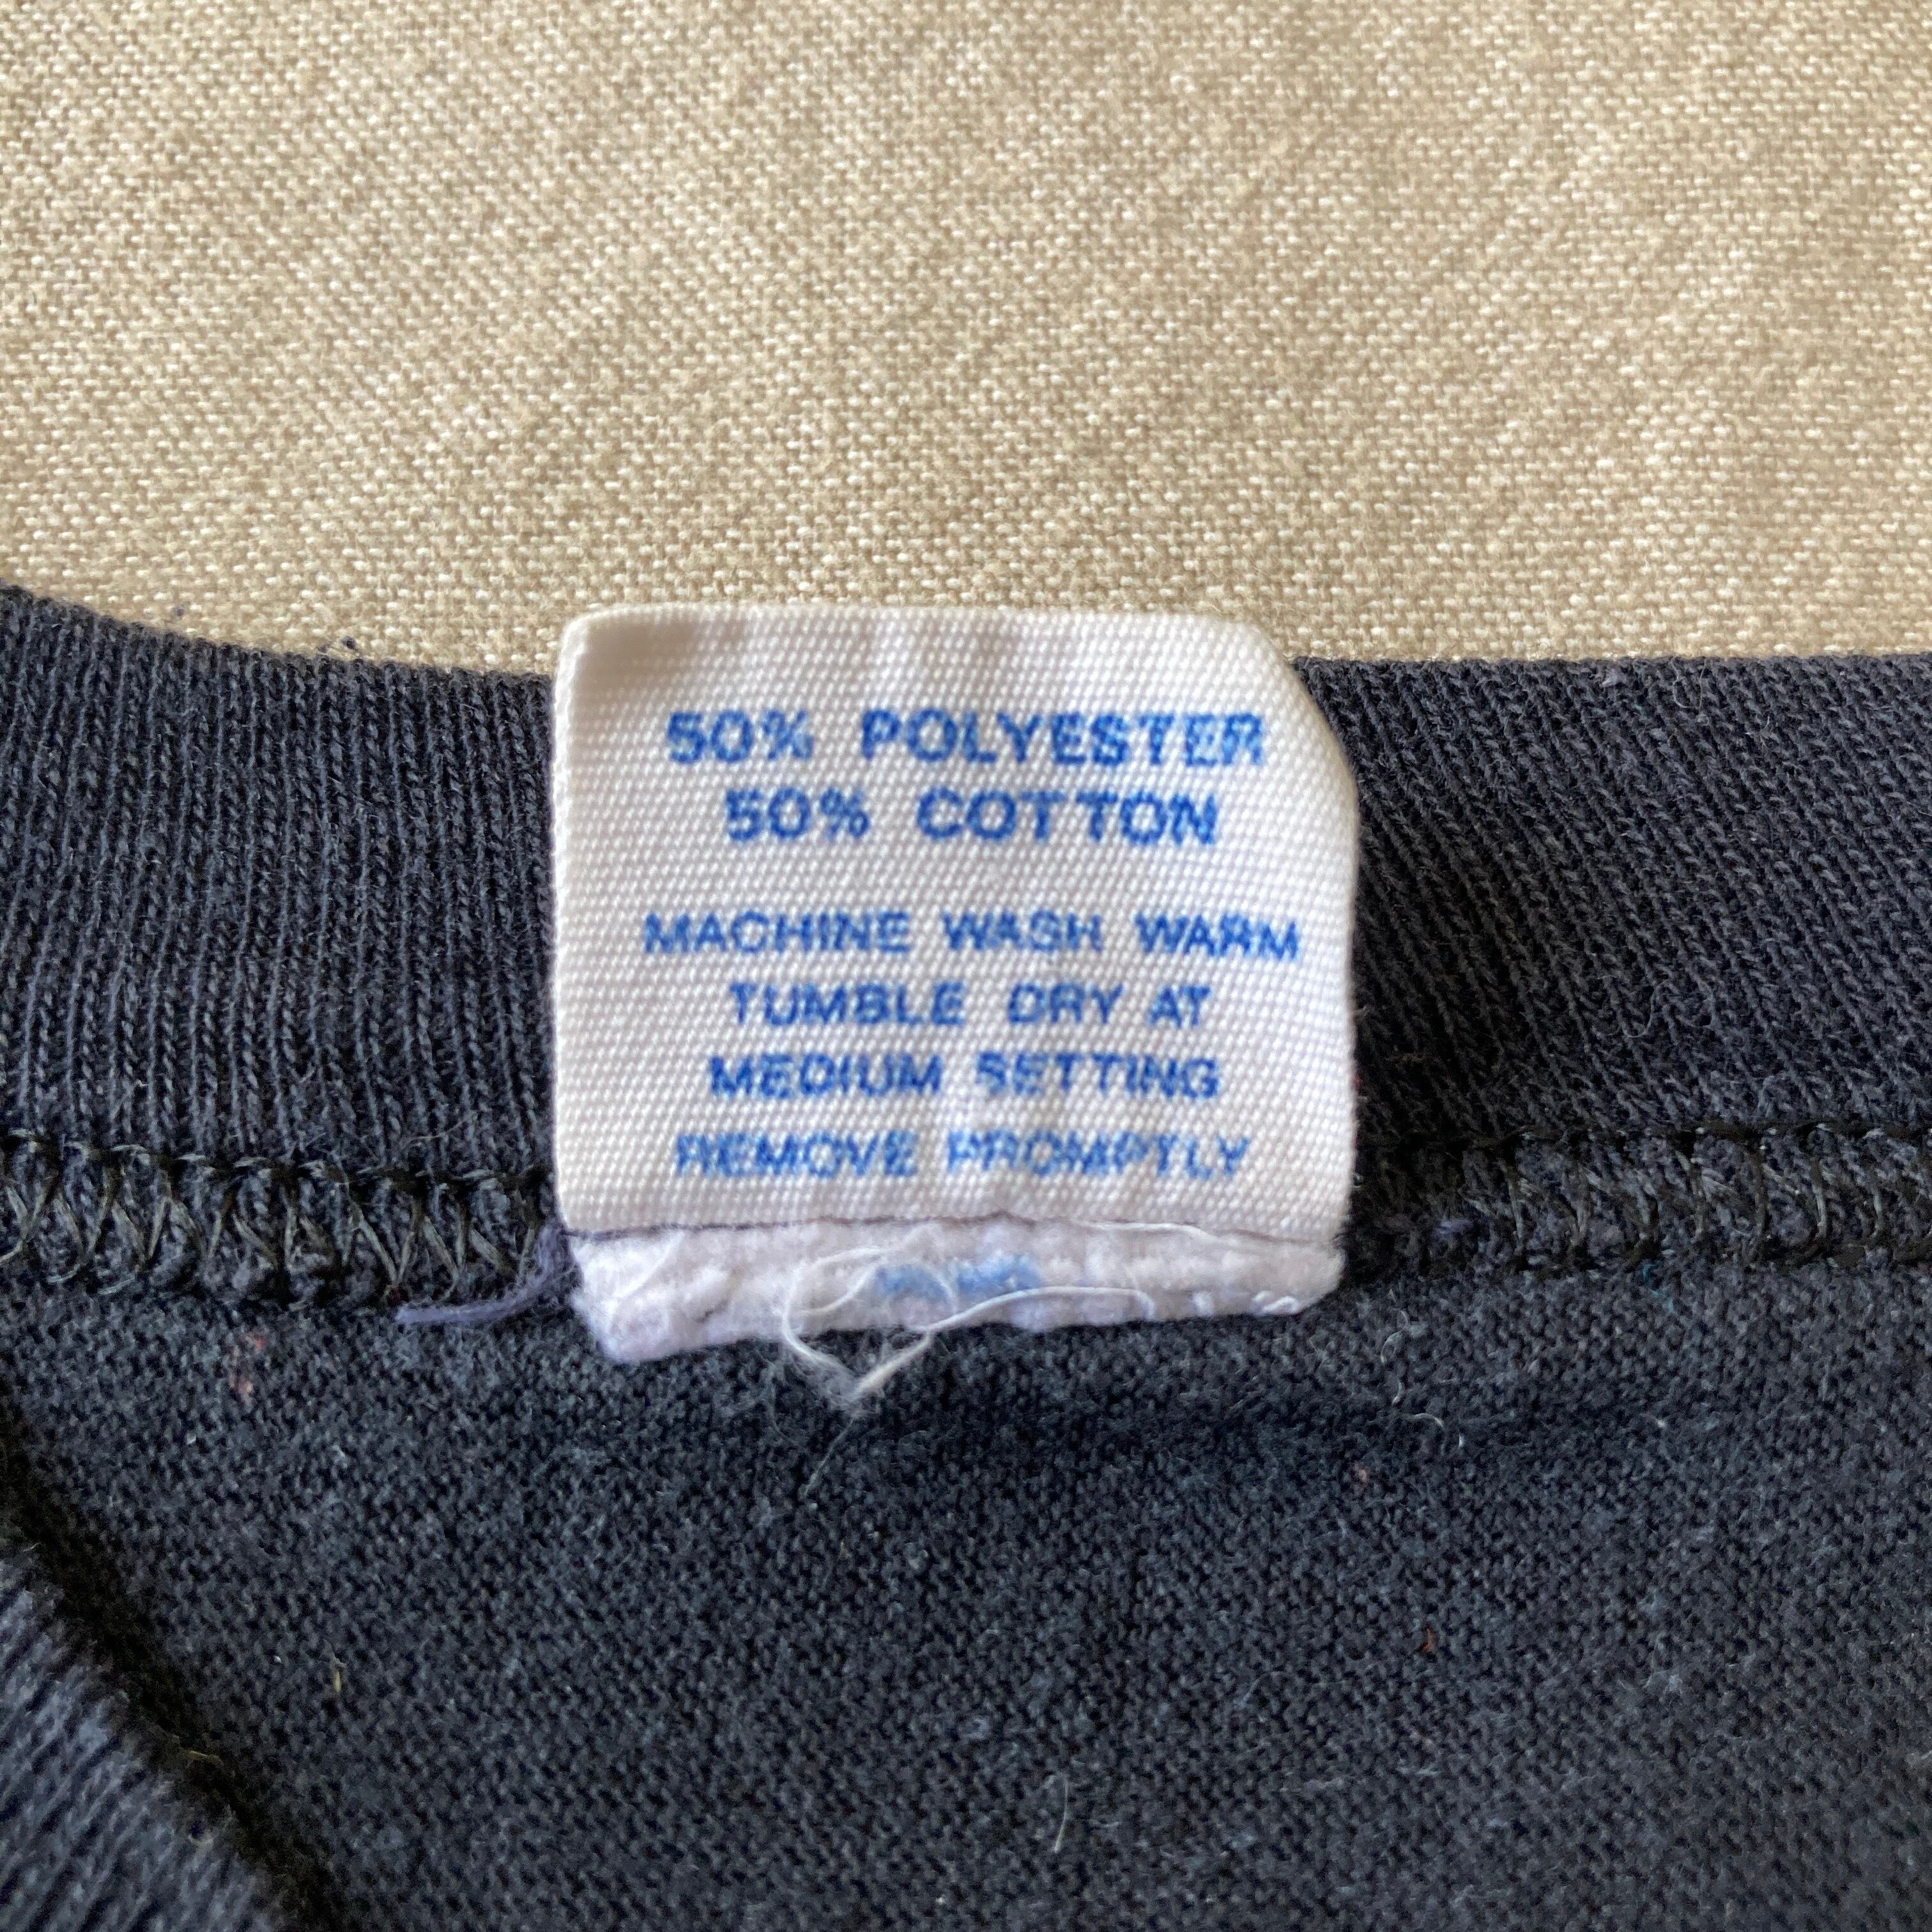 50% POLYESTER
50% COTTON
MACHINE WASH WARM
TUMBLE DRY AT
MEDIUM SETTING
REMOVE PROMPTLY